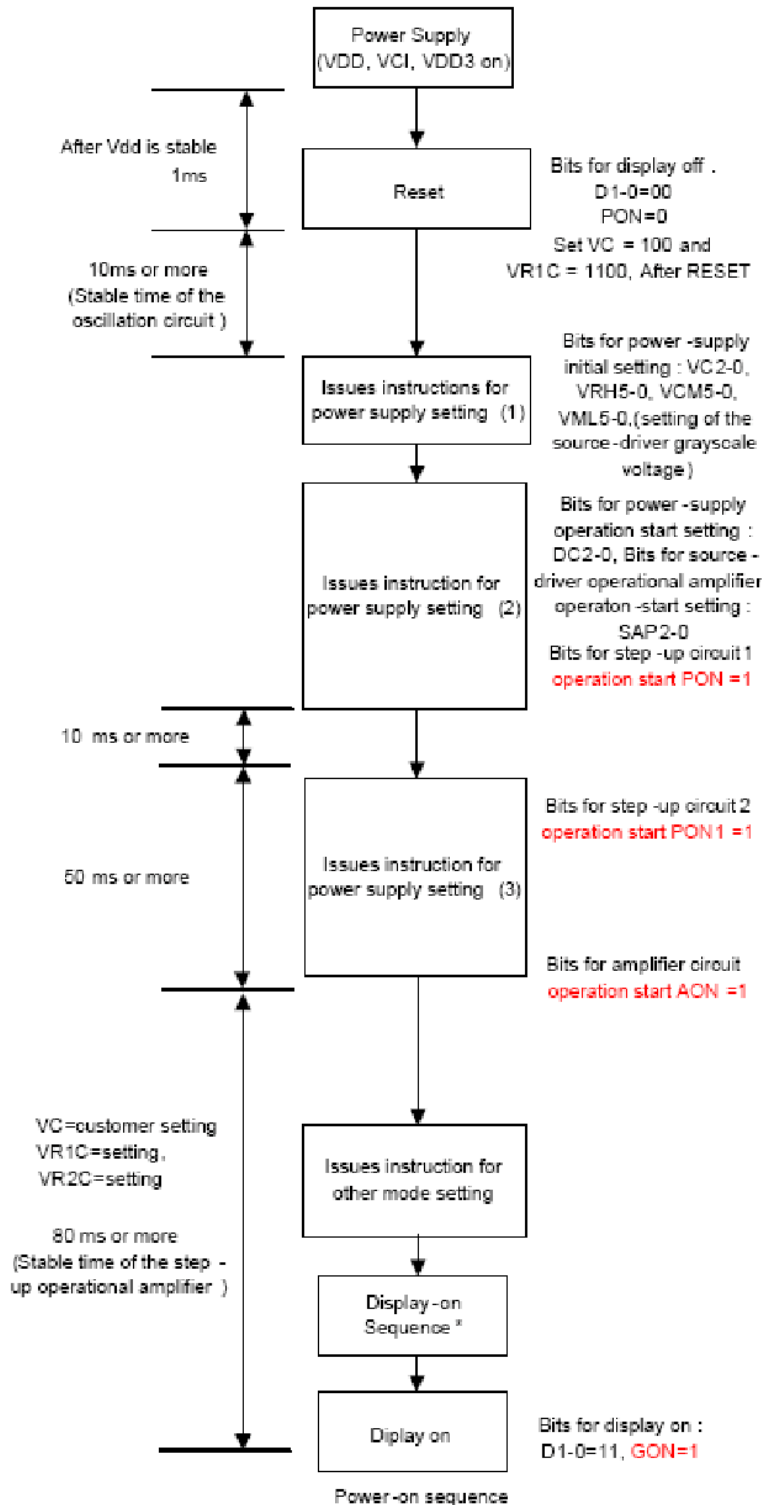 Power Supply
(VDD, VCI, VDD3 on)
After Vdd is stable
1ms
Reset
Bits for display off .
D1-0=00
PON=0
Set VC = 100 and
VR1C = 1100, After RESET
10ms or more
(Stable time of the
oscillation circuit )
Issues instructions for
power supply setting (1)
Bits for power -supply
initial setting : VC2-0,
VRH5-0, VCM5-0,
VML5-0,(setting of the
source -driver grayscale
voltage )
Issues instruction for
power supply setting (2)
Bits for power -supply
operation start setting :
DC2-0, Bits for source -
driver operational amplifier
operaton -start setting :
SAP2-0
Bits for step -up circuit 1
operation start PON =1
10 ms or more
50 ms or more
Issues instruction for
power supply setting (3)
Bits for step -up circuit 2
operation start PON1 =1
Bits for amplifier circuit
operation start AON =1
VC=customer setting
VR1C=setting,
VR2C=setting
80 ms or more
(Stable time of the step -
up operational amplifier )
Issues instruction for
other mode setting
Display-on
Sequence *
Diplay on
Bits for display on :
D1-0=11, GON=1
Power-on sequence